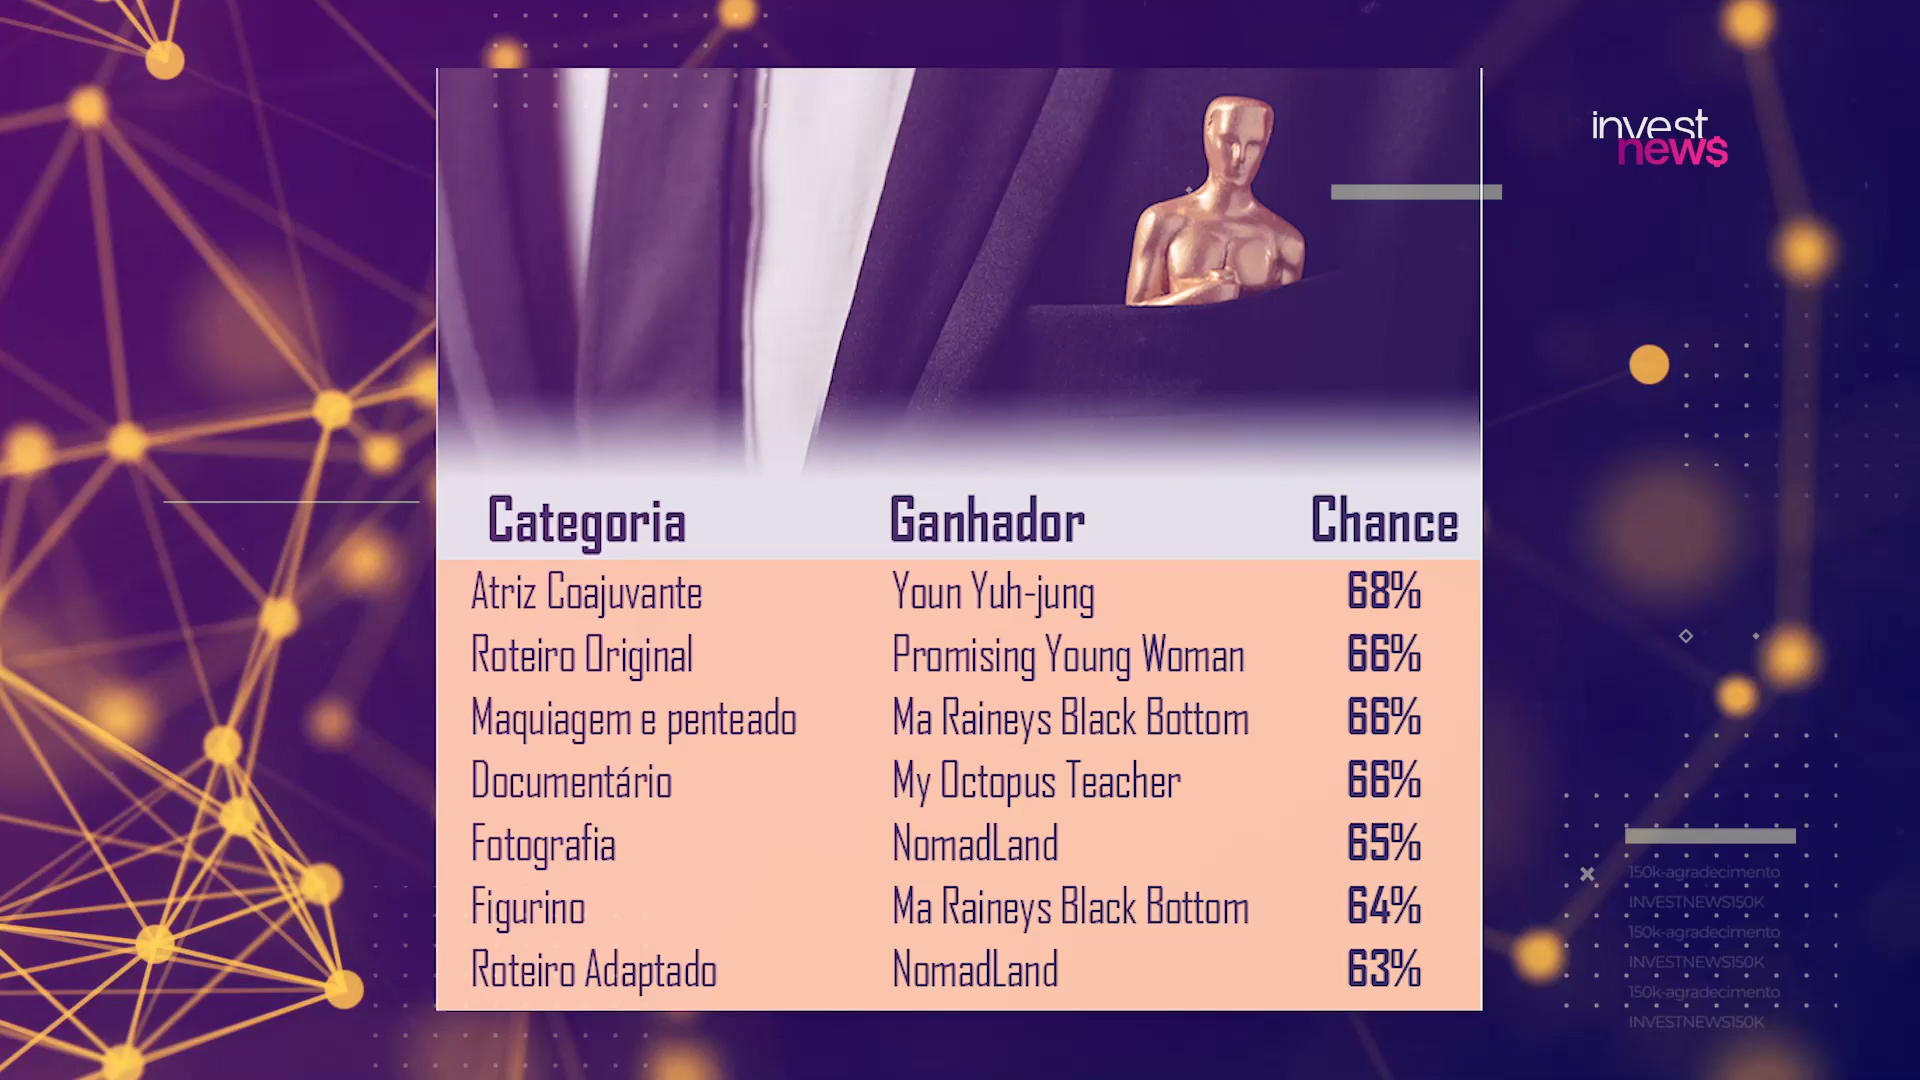 invest
news
Categoria Ganhador Chance
Atriz Coajuvante Youn Yuh-jung 68%
Roteiro Original Promising Young Woman 66%
Maquiagem e penteado Ma Raineys Black Bottom 66%
Documentário My Octopus Teacher 66%
Fotografia NomadLand 65%
Figurino Ma Raineys Black Bottom 64%
Roteiro Adaptado NomadLand 63%
150k-agradecimento
INVESTNEWS150K
150k-agradecimento
INVESTNEWS150K
150k-agradecimento
INVESTNEWS150K